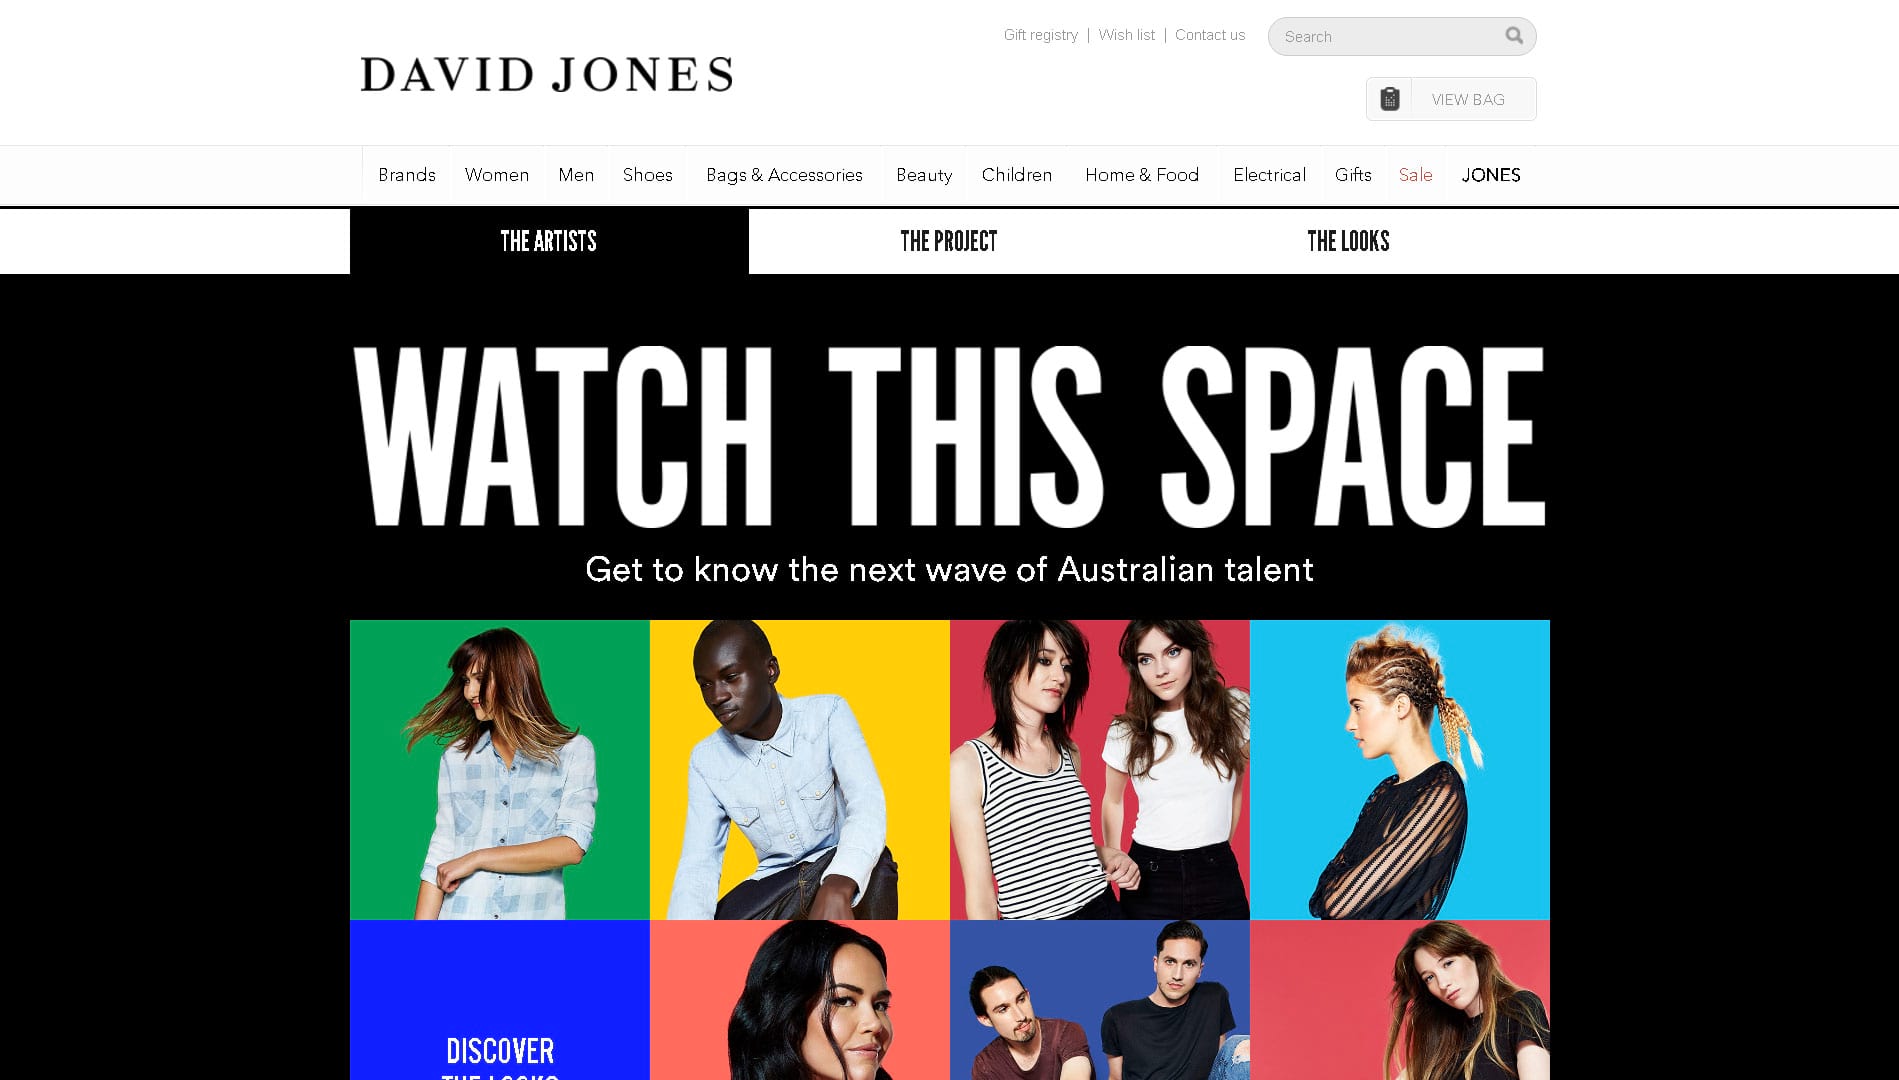 Gift registry | Wish list | Contact us
Search
DAVID JONES
VIEW BAG
Brands Women Men Shoes Bags & Accessories Beauty Children Home & Food Electrical Gifts Sale JONES
THE ARTISTS THE PROJECT THE LOOKS
WATCH THIS SPACE
Get to know the next wave of Australian talent
DISCOVER
THE LOOKS